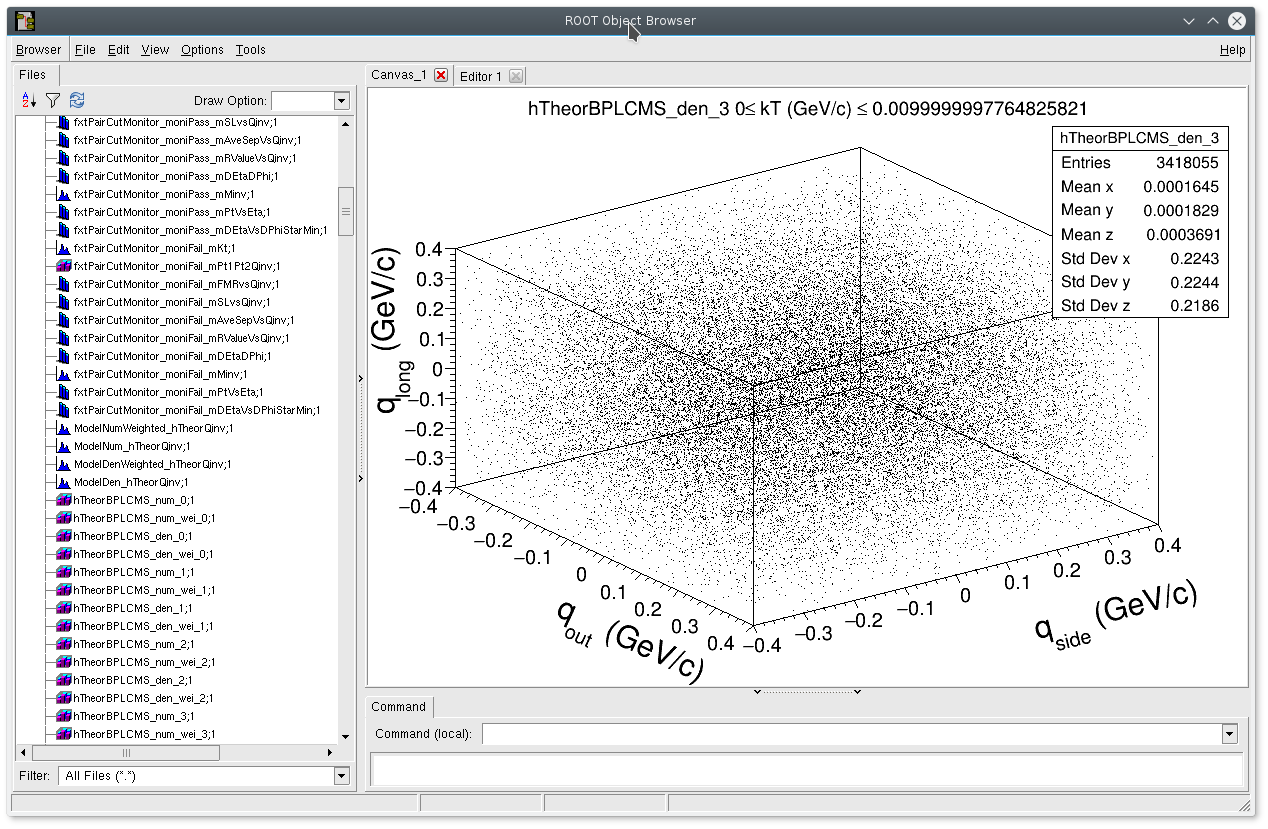 ROOT Object Browser
Browser File Edit View Options Tools Help
Files
Draw Option:
fxtPairCutMonitor_moniPass_mSLvsQinv;1
fxtPairCutMonitor_moniPass_mAveSepVsQinv;1
fxtPairCutMonitor_moniPass_mRValueVsQinv;1
fxtPairCutMonitor_moniPass_mDEtaDPhi;1
fxtPairCutMonitor_moniPass_mMinv;1
fxtPairCutMonitor_moniPass_mPtVsEta;1
fxtPairCutMonitor_moniPass_mDEtaVsDPhiStarMin;1
fxtPairCutMonitor_moniFail_mKt;1
fxtPairCutMonitor_moniFail_mPt1Pt2Qinv;1
fxtPairCutMonitor_moniFail_mFMRvsQinv;1
fxtPairCutMonitor_moniFail_mSLvsQinv;1
fxtPairCutMonitor_moniFail_mAveSepVsQinv;1
fxtPairCutMonitor_moniFail_mRValueVsQinv;1
fxtPairCutMonitor_moniFail_mDEtaDPhi;1
fxtPairCutMonitor_moniFail_mMinv;1
fxtPairCutMonitor_moniFail_mPtVsEta;1
fxtPairCutMonitor_moniFail_mDEtaVsDPhiStarMin;1
ModelNumWeighted_hTheorQinv;1
ModelNum_hTheorQinv;1
ModelDenWeighted_hTheorQinv;1
ModelDen_hTheorQinv;1
hTheorBPLCMS_num_0;1
hTheorBPLCMS_num_wei_0;1
hTheorBPLCMS_den_0;1
hTheorBPLCMS_den_wei_0;1
hTheorBPLCMS_num_1;1
hTheorBPLCMS_num_wei_1;1
hTheorBPLCMS_den_1;1
hTheorBPLCMS_den_wei_1;1
hTheorBPLCMS_num_2;1
hTheorBPLCMS_num_wei_2;1
hTheorBPLCMS_den_2;1
hTheorBPLCMS_den_wei_2;1
hTheorBPLCMS_num_3;1
hTheorBPLCMS_num_wei_3;1
Filter: All Files (*.*)
Canvas_1 Editor 1
hTheorBPLCMS_den_3 0≤ kT (GeV/c) ≤ 0.0099999997764825821
hTheorBPLCMS_den_3
Entries 3418055
Mean x 0.0001645
Mean y 0.0001829
Mean z 0.0003691
Std Dev x 0.2243
Std Dev y 0.2244
Std Dev z 0.2186
q_long (GeV/c)
0.4
0.3
0.2
0.1
0
−0.1
−0.2
−0.3
−0.4
−0.4
−0.3
−0.2
−0.1
0
0.1
0.2
0.3
0.4
q_out (GeV/c)
−0.4
−0.3
−0.2
−0.1
0
0.1
0.2
0.3
0.4
q_side (GeV/c)
Command
Command (local):